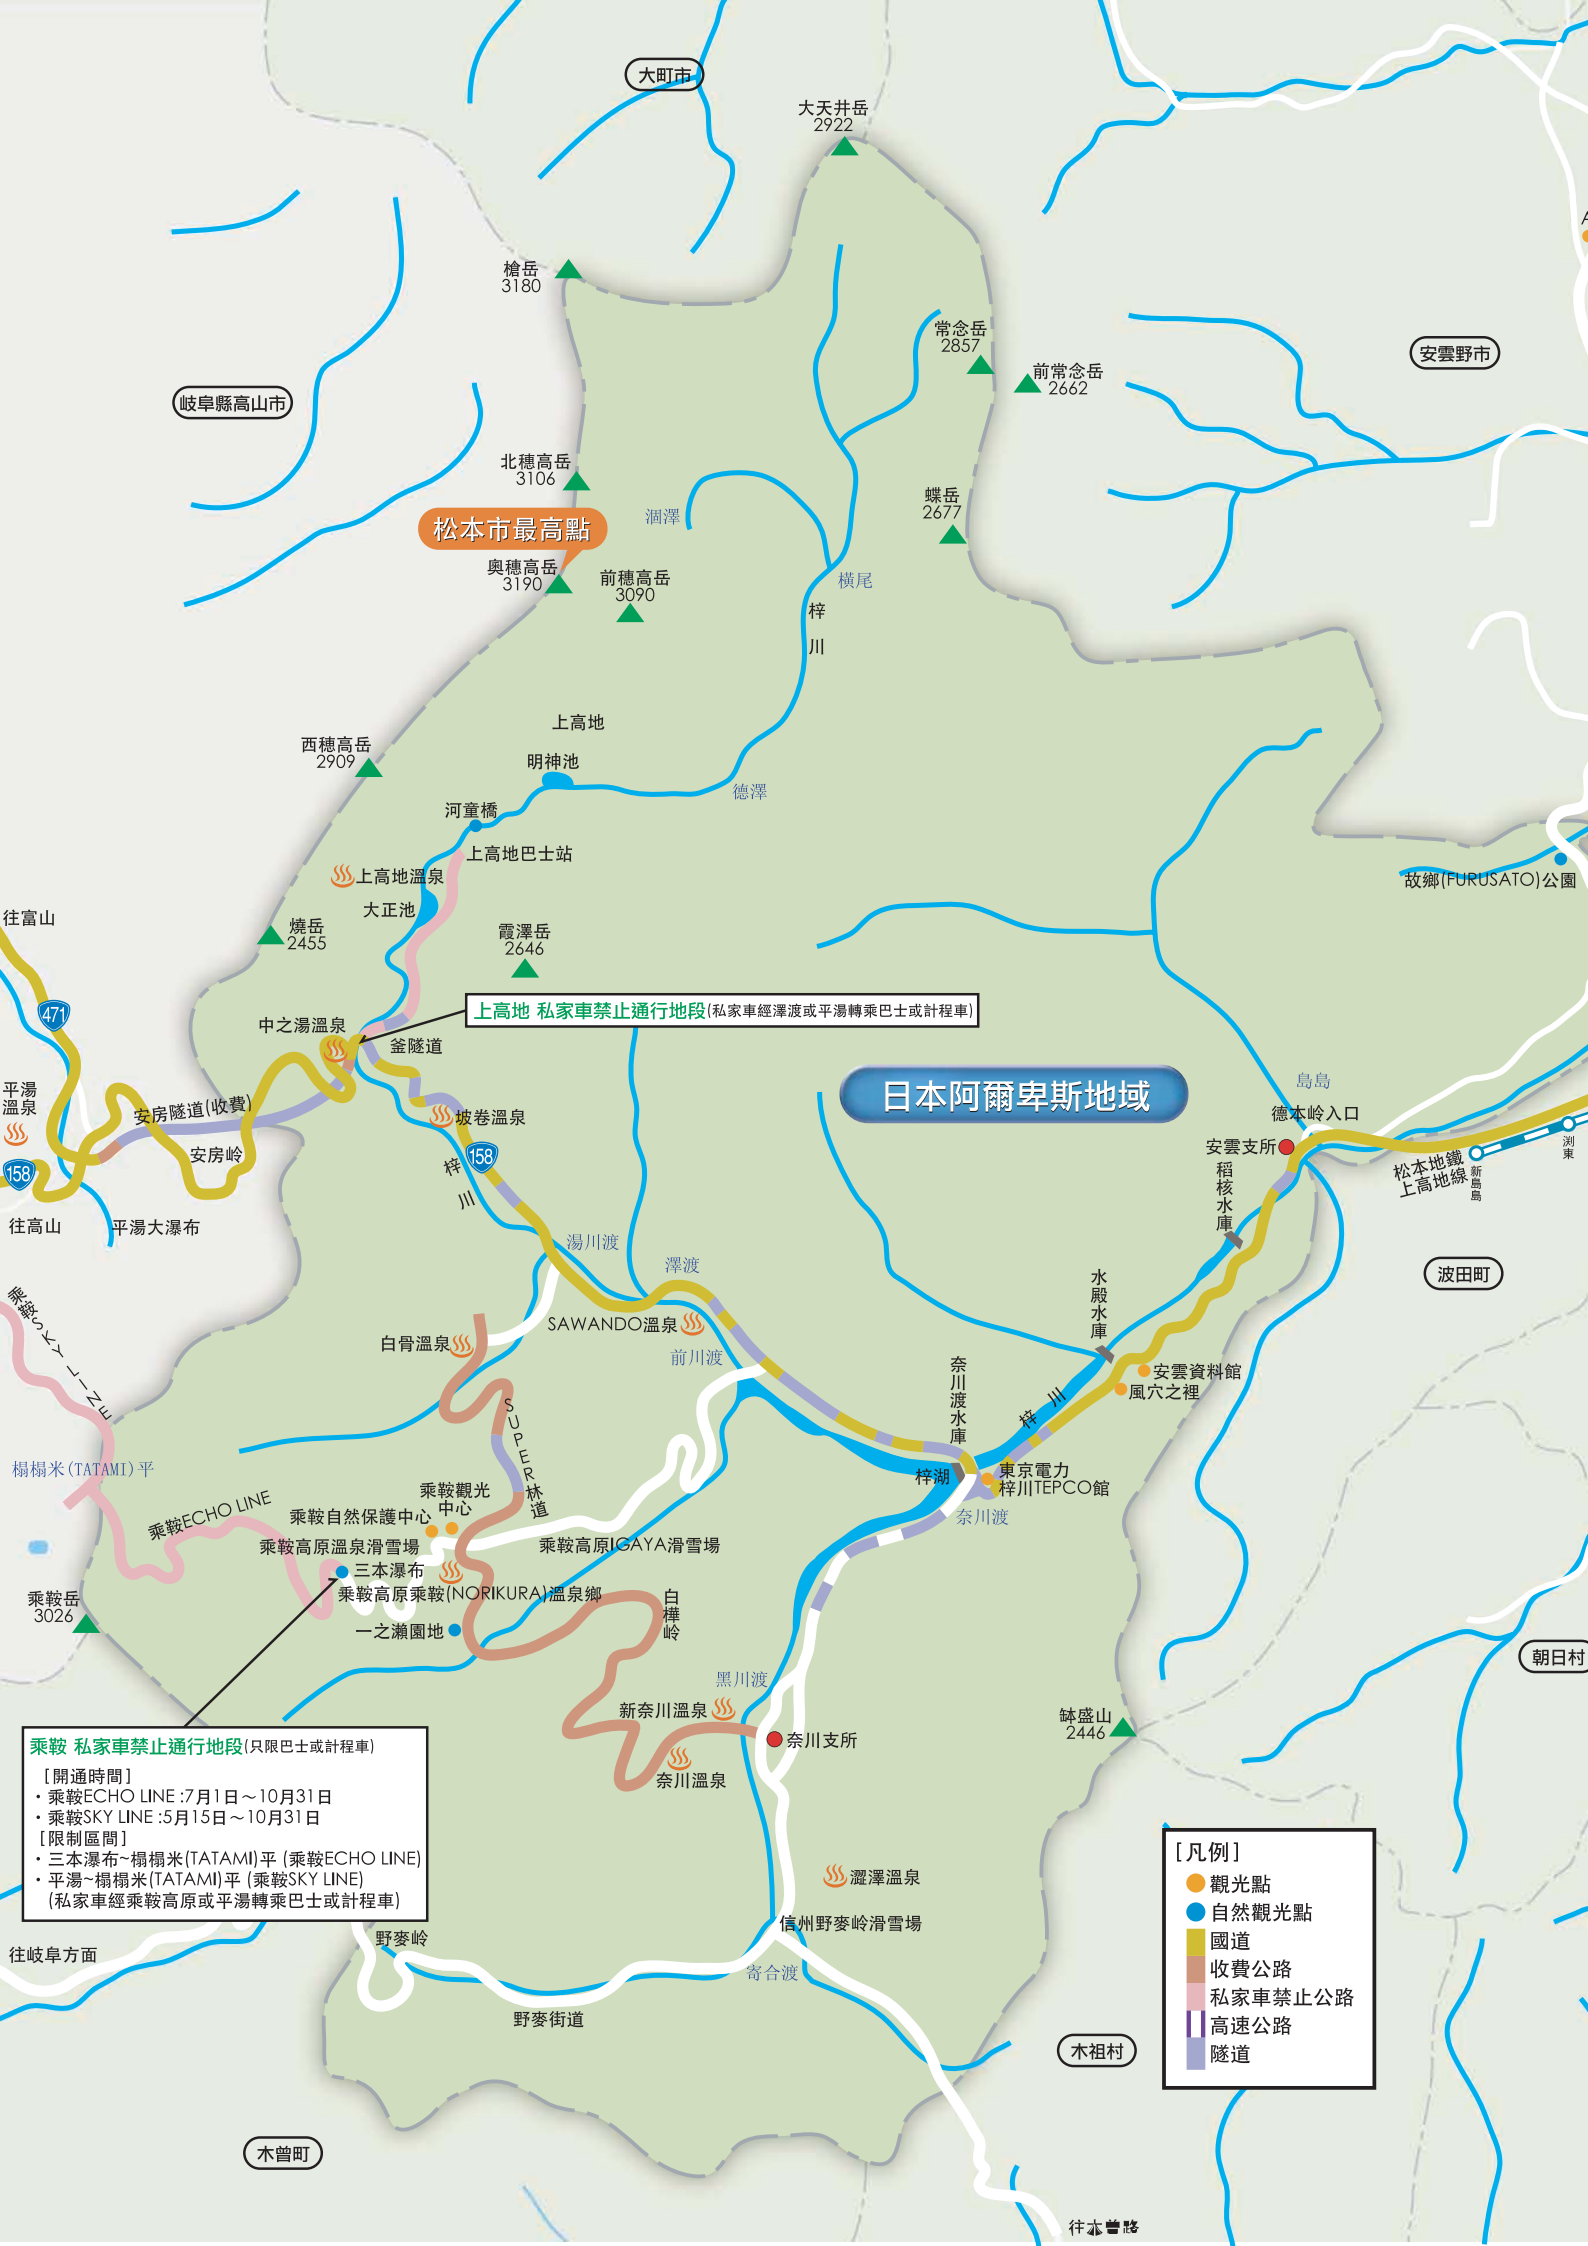 大町市
大天井岳
2922
槍岳
3180
常念岳
2857
前常念岳
2662
安雲野市
岐阜縣高山市
北穗高岳
3106
涸澤
蝶岳
2677
松本市最高點
奧穗高岳
3190
前穗高岳
3090
橫尾
梓川
上高地
西穗高岳
2909
明神池
德澤
河童橋
上高地巴士站
上高地溫泉
大正池
故鄉(FURUSATO)公園
往富山
燒岳
2455
霞澤岳
2646
471
上高地 私家車禁止通行地段(私家車經澤渡或平湯轉乘巴士或計程車)
中之湯溫泉
釜隧道
日本阿爾卑斯地域
島島
平湯
溫泉
安房隧道(收費)
坡卷溫泉
德本岭入口
安雲支所
安房岭
158
158
梓川
稻核水庫
松本地鐵
上高地線
新島島
渕東
往高山
平湯大瀑布
湯川渡
澤渡
水殿水庫
波田町
乘鞍SKY LINE
SAWANDO溫泉
白骨溫泉
前川渡
奈川渡水庫
安雲資料館
風穴之裡
梓川
SUPER林道
榻榻米(TATAMI)平
梓湖
東京電力
梓川TEPCO館
乘鞍觀光
中心
乘鞍ECHO LINE
乘鞍自然保護中心
奈川渡
乘鞍高原溫泉滑雪場
乘鞍高原IGAYA滑雪場
三本瀑布
乘鞍高原乘鞍(NORIKURA)溫泉鄉
乘鞍岳
3026
白樺岭
一之瀨園地
朝日村
黑川渡
新奈川溫泉
缽盛山
2446
奈川支所
奈川溫泉
乘鞍 私家車禁止通行地段(只限巴士或計程車)
[開通時間]
・乘鞍ECHO LINE :7月1日～10月31日
・乘鞍SKY LINE :5月15日～10月31日
[限制區間]
・三本瀑布~榻榻米(TATAMI)平 (乘鞍ECHO LINE)
・平湯~榻榻米(TATAMI)平 (乘鞍SKY LINE)
(私家車經乘鞍高原或平湯轉乘巴士或計程車)
澀澤溫泉
信州野麥岭滑雪場
野麥岭
往岐阜方面
寄合渡
野麥街道
[凡例]
觀光點
自然觀光點
國道
收費公路
私家車禁止公路
高速公路
隧道
木祖村
木曾町
往木曾路